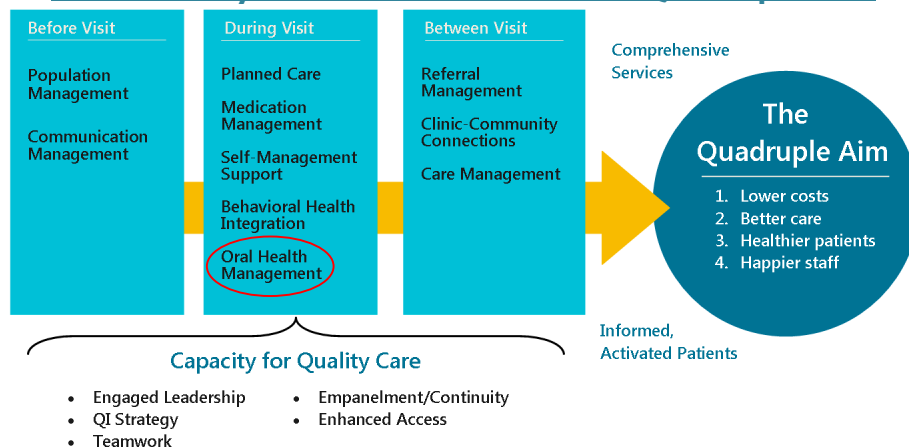 Before Visit
Population
Management
Communication
Management
During Visit
Planned Care
Medication
Management
Self-Management
Support
Behavioral Health
Integration
Oral Health
Management
Between Visit
Referral
Management
Clinic-Community
Connections
Care Management
Comprehensive
Services
The
Quadruple Aim
1. Lower costs
2. Better care
3. Healthier patients
4. Happier staff
Informed,
Activated Patients
Capacity for Quality Care
• Engaged Leadership
• QI Strategy
• Teamwork
• Empanelment/Continuity
• Enhanced Access